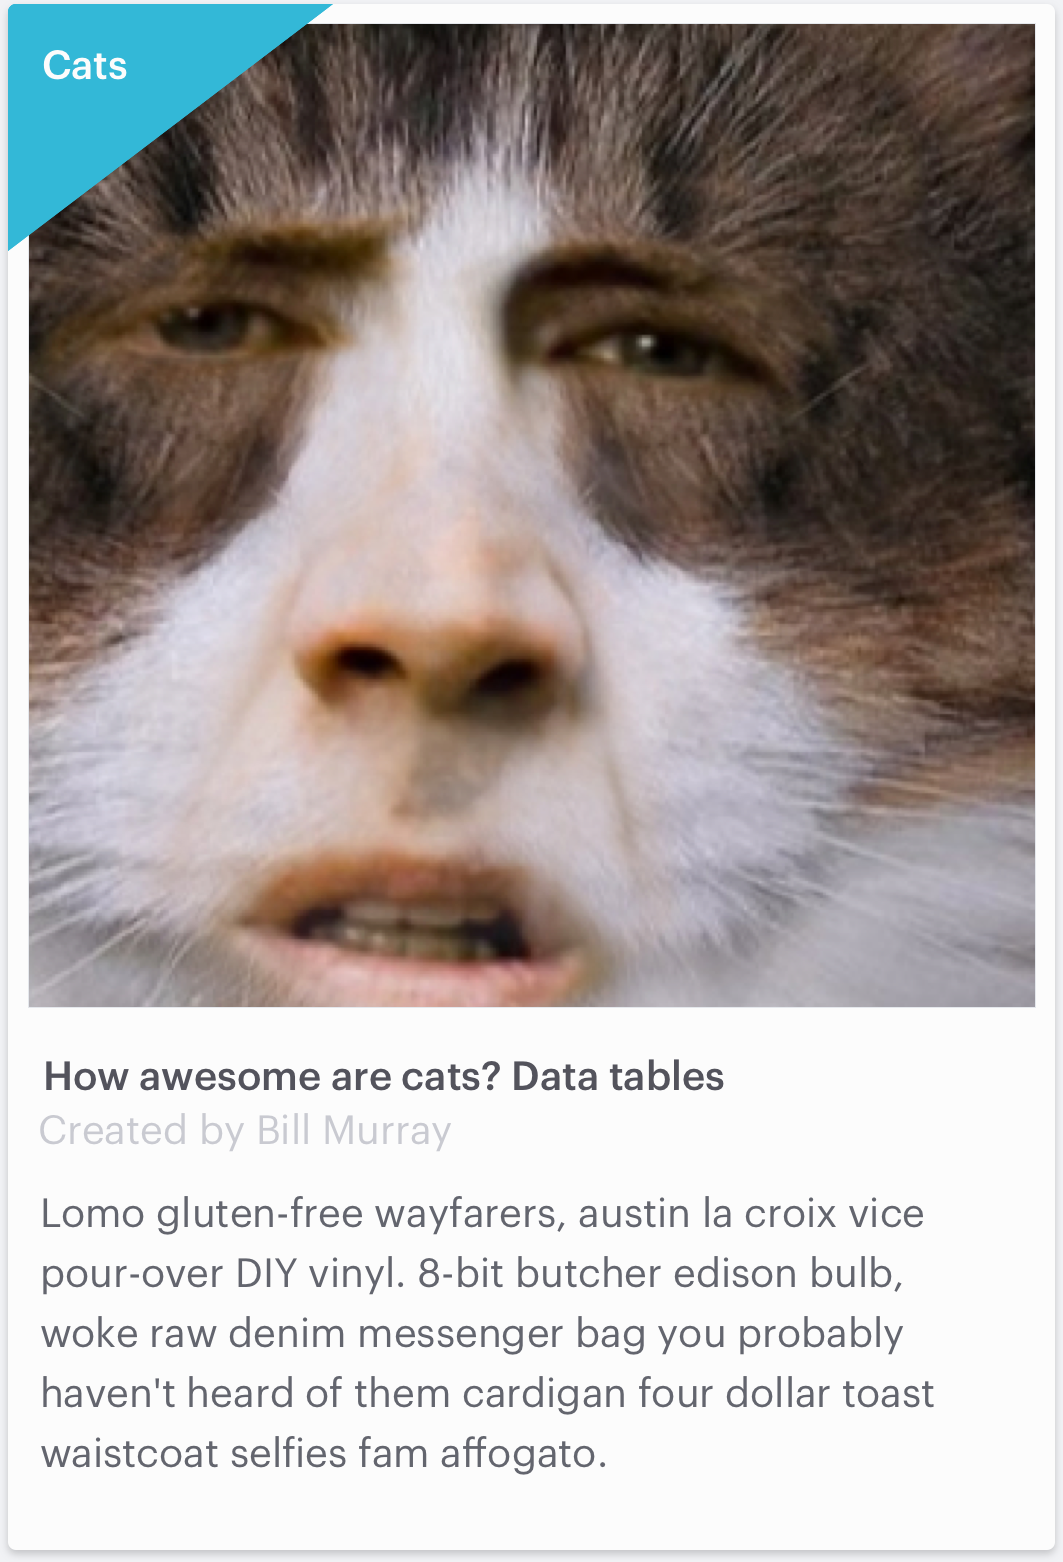 Cats
How awesome are cats? Data tables
Created by Bill Murray
Lomo gluten-free wayfarers, austin la croix vice
pour-over DIY vinyl. 8-bit butcher edison bulb,
woke raw denim messenger bag you probably
haven't heard of them cardigan four dollar toast
waistcoat selfies fam affogato.